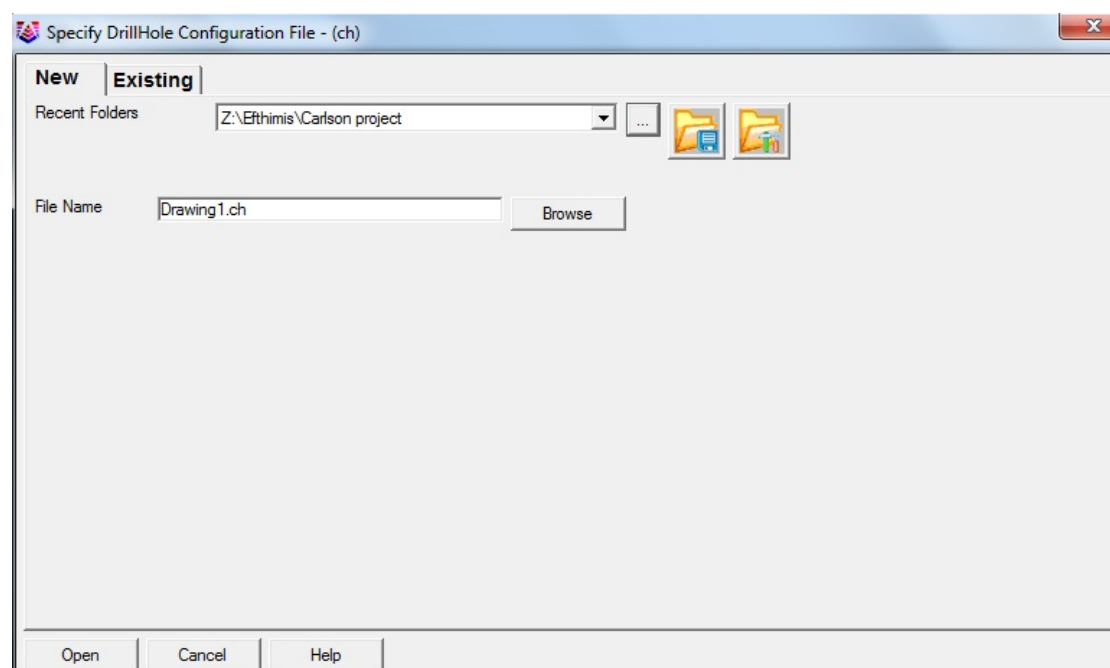 Specify DrillHole Configuration File - (ch)
New Existing
Recent Folders Z:\Efthimis\Carlson project ...
File Name Drawing1.ch Browse
Open Cancel Help